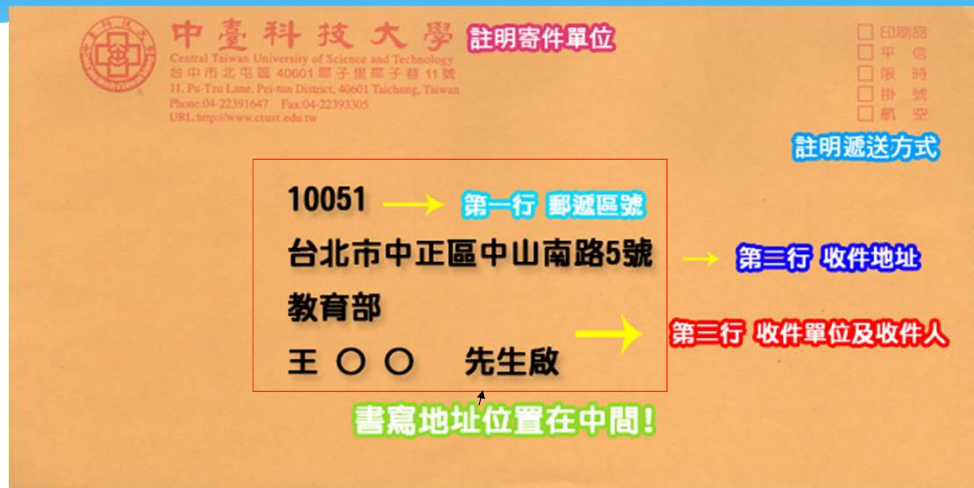 中臺科技大學
註明寄件單位
Central Taiwan University of Science and Technology
台中市北屯區 40601 廍子里廍子巷 11 號
11, Pu-Tzu Lane, Pei-tun District, 40601 Taichung, Taiwan
Phone:04-22391647 Fax:04-22393305
URL:http://www.ctust.edu.tw
印刷品
平信
限時
掛號
航空
註明遞送方式
10051
第一行 郵遞區號
台北市中正區中山南路5號
第二行 收件地址
教育部
第三行 收件單位及收件人
王〇〇 先生啟
書寫地址位置在中間!